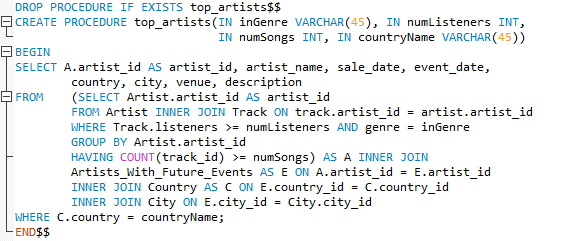 DROP PROCEDURE IF EXISTS top_artists$$
CREATE PROCEDURE top_artists(IN inGenre VARCHAR(45), IN numListeners INT,
IN numSongs INT, IN countryName VARCHAR(45))
BEGIN
SELECT A.artist_id AS artist_id, artist_name, sale_date, event_date,
country, city, venue, description
FROM (SELECT Artist.artist_id AS artist_id
FROM Artist INNER JOIN Track ON track.artist_id = artist.artist_id
WHERE Track.listeners >= numListeners AND genre = inGenre
GROUP BY Artist.artist_id
HAVING COUNT(track_id) >= numSongs) AS A INNER JOIN
Artists_With_Future_Events AS E ON A.artist_id = E.artist_id
INNER JOIN Country AS C ON E.country_id = C.country_id
INNER JOIN City ON E.city_id = City.city_id
WHERE C.country = countryName;
END$$